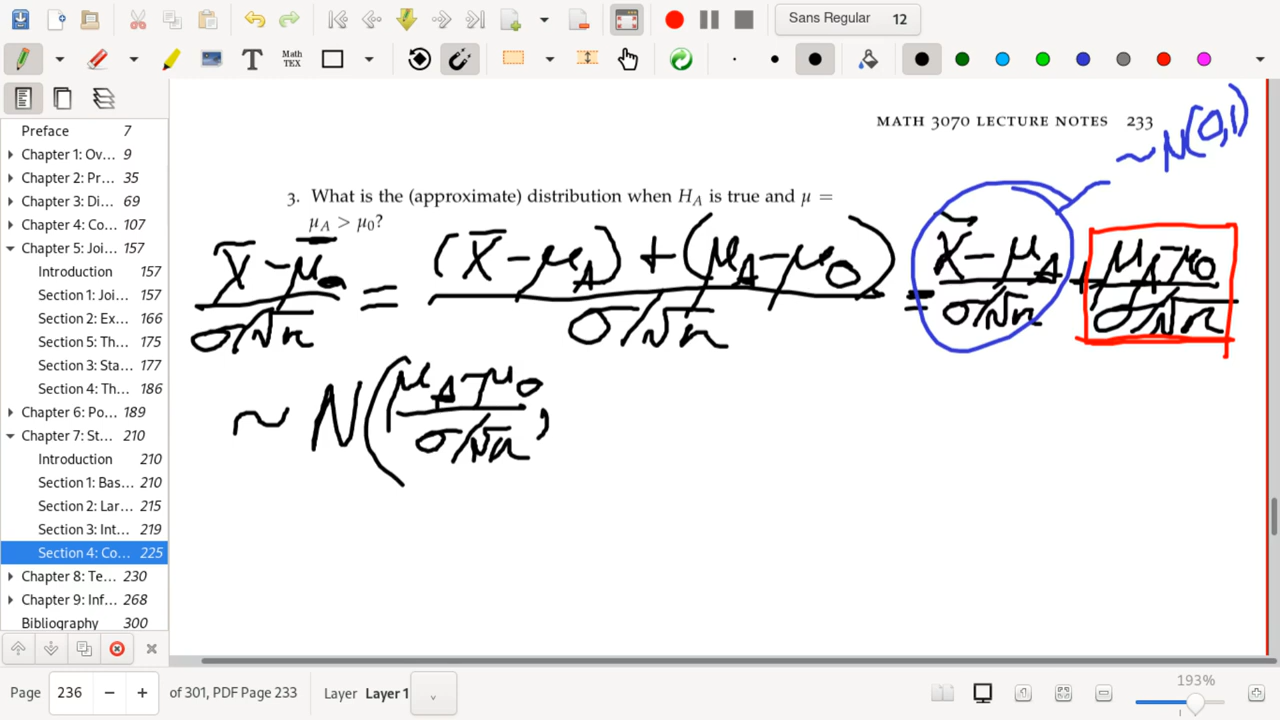 Sans Regular 12
T Math TEX
MATH 3070 LECTURE NOTES 233
~N(0,1)
Preface 7
Chapter 1: Ov... 9
Chapter 2: Pr... 35
Chapter 3: Di... 69
Chapter 4: Co... 107
Chapter 5: Joi... 157
Introduction 157
Section 1: Joi... 157
Section 2: Ex... 166
Section 5: Th... 175
Section 3: Sta... 178
Section 4: Th... 186
Chapter 6: Po... 189
Chapter 7: St... 210
Introduction 210
Section 1: Bas... 210
Section 2: Lar... 215
Section 3: Int... 219
Section 4: Co... 225
Chapter 8: Te... 230
Chapter 9: Inf... 268
Bibliography 300
3. What is the (approximate) distribution when H_A is true and μ =
μ_A > μ_0?
(X̄ - μ_0)/(σ/√n) = ((X̄ - μ_A) + (μ_A - μ_0))/(σ/√n) = (X̄ - μ_A)/(σ/√n) + (μ_A - μ_0)/(σ/√n)
~ N((μ_A - μ_0)/(σ/√n),
Page 236 of 301, PDF Page 233 Layer Layer 1 193%